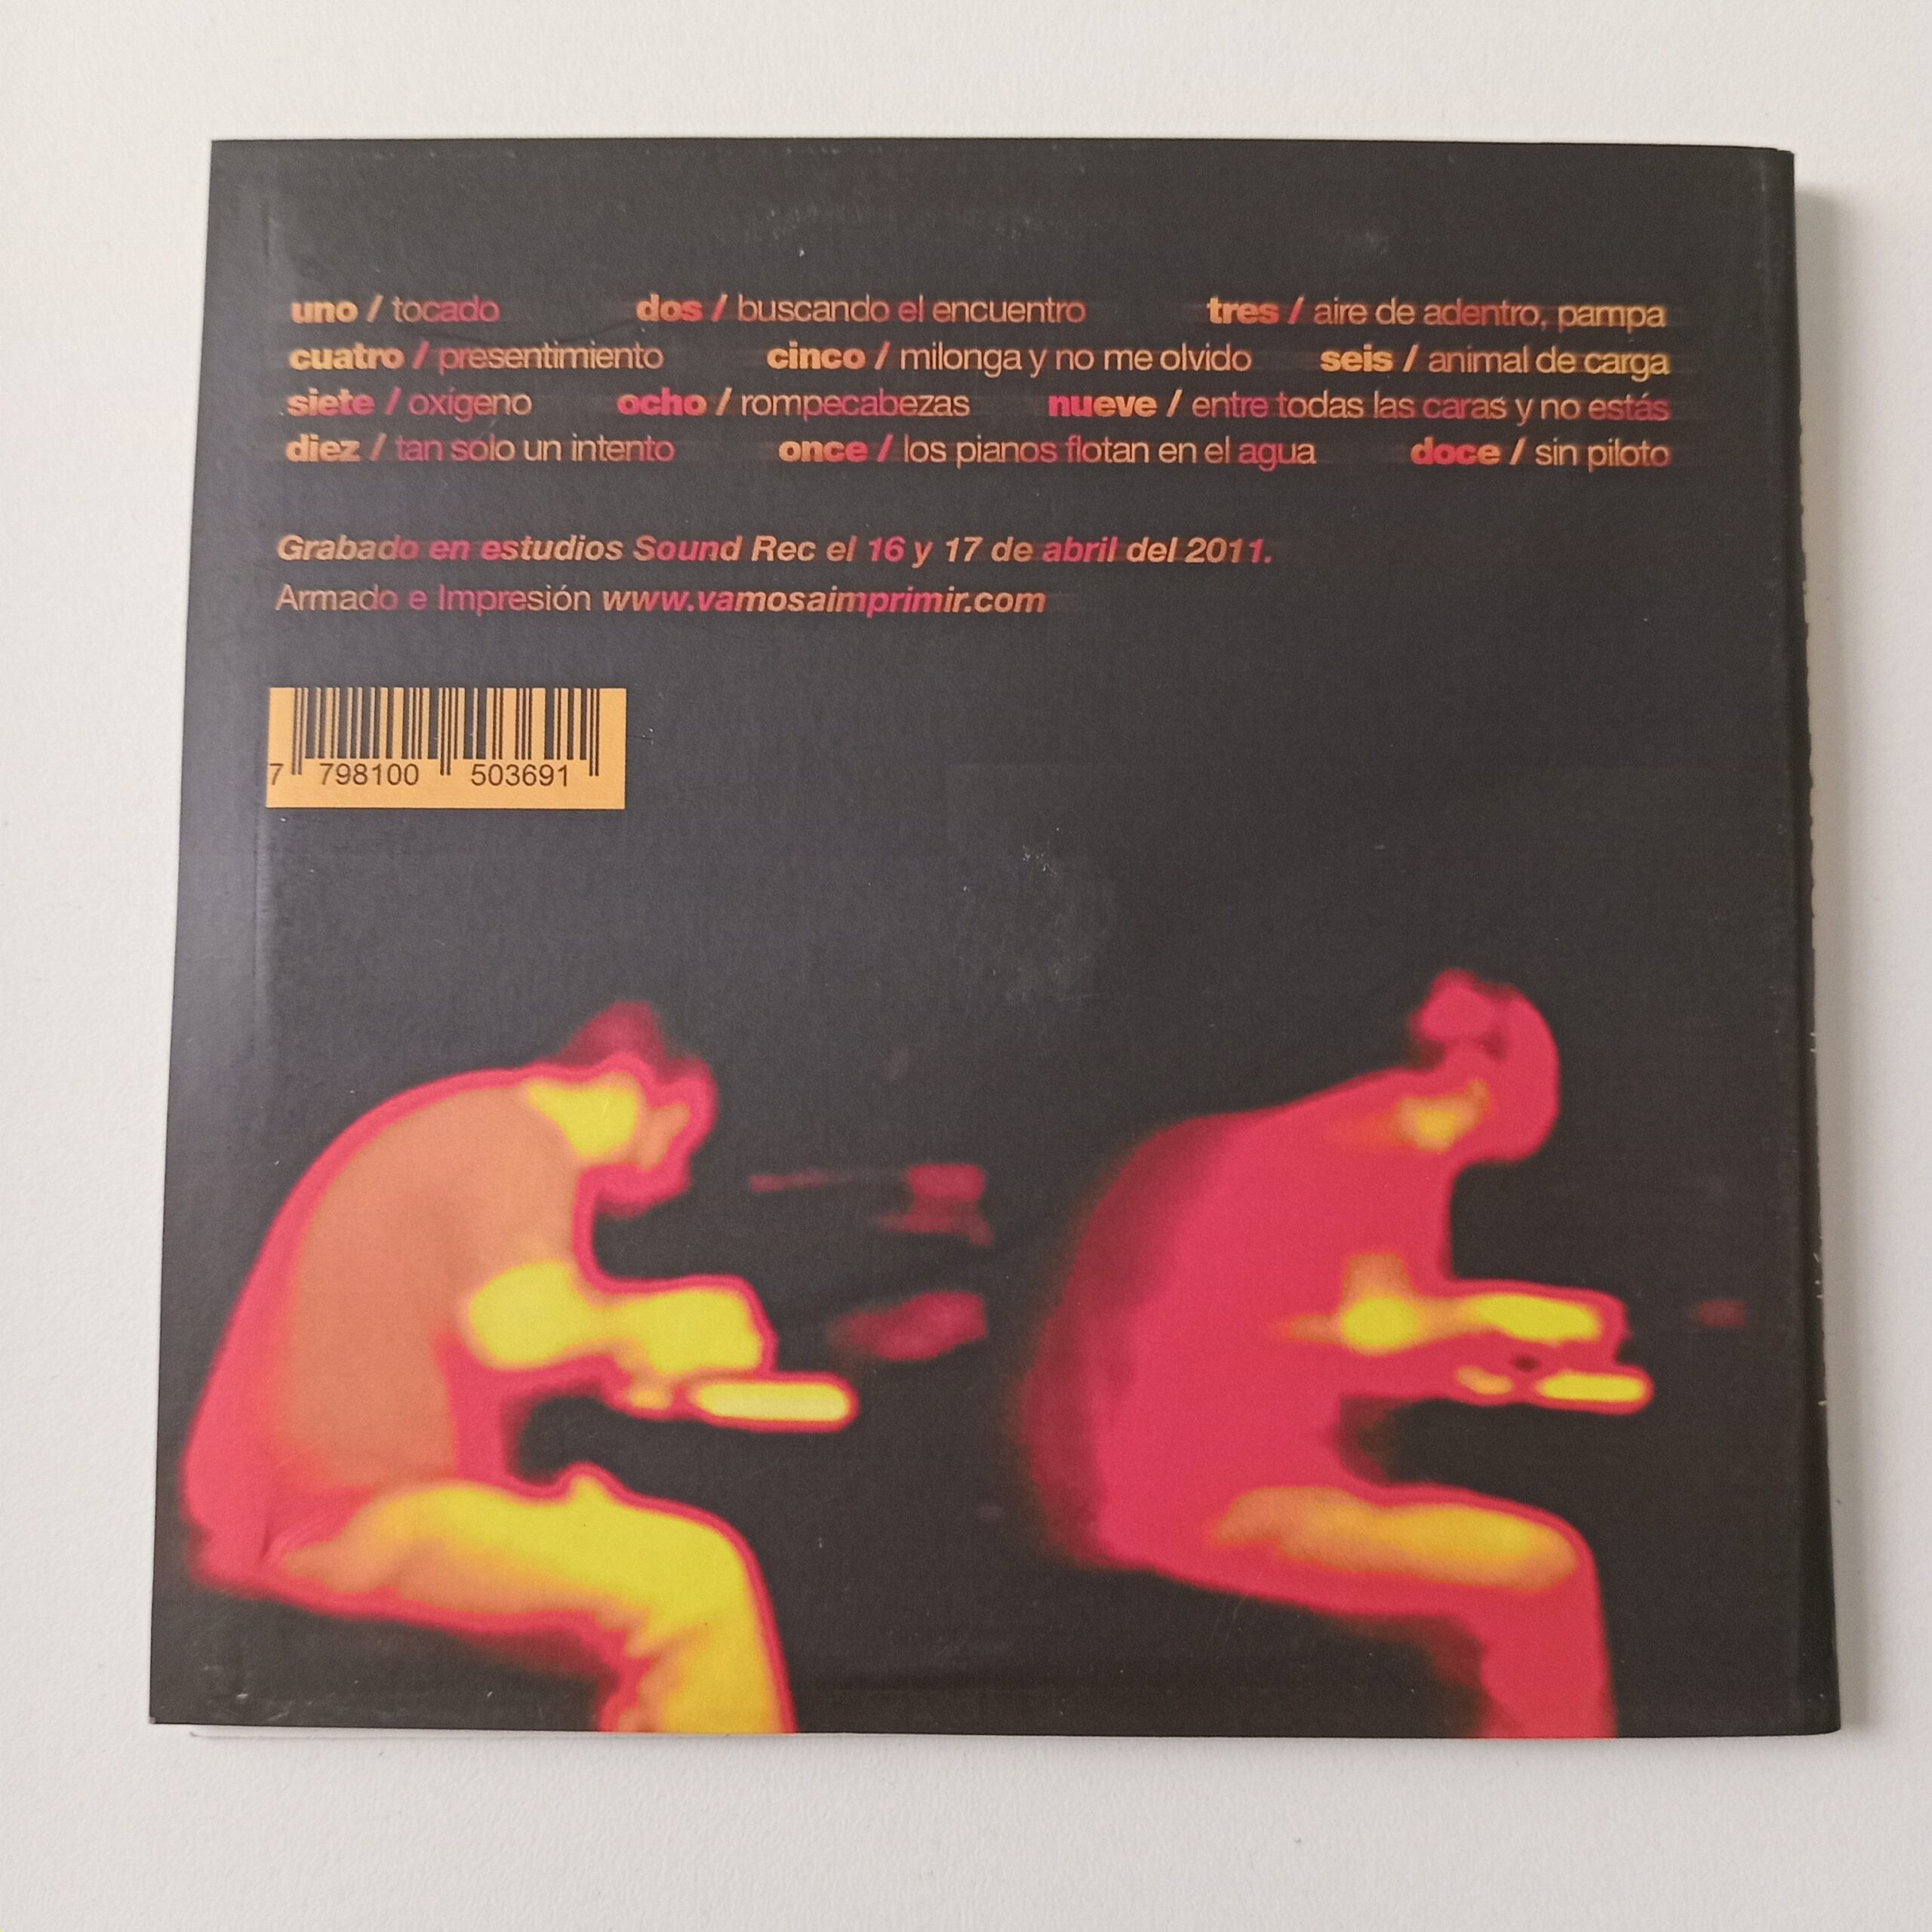 uno / tocado dos / buscando el encuentro tres / aire de adentro, pampa
cuatro / presentimiento cinco / milonga y no me olvido seis / animal de carga
siete / oxígeno ocho / rompecabezas nueve / entre todas las caras y no estás
diez / tan solo un intento once / los pianos flotan en el agua doce / sin piloto
Grabado en estudios Sound Rec el 16 y 17 de abril del 2011.
Armado e Impresión www.vamosaimprimir.com
7 798100 503691